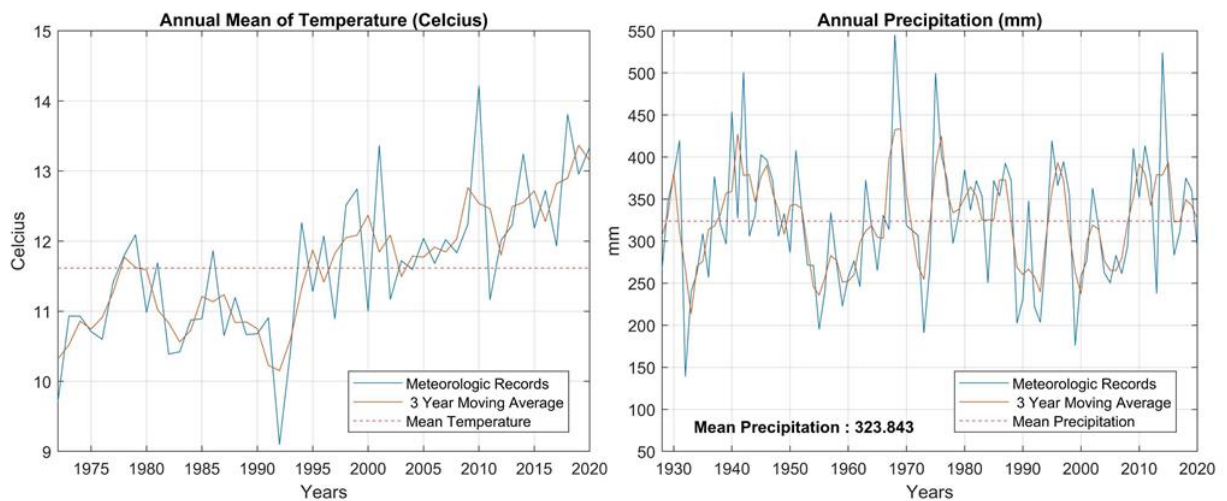 Annual Mean of Temperature (Celcius)
15
14
13
12
11
10
9
Celcius
1975 1980 1985 1990 1995 2000 2005 2010 2015 2020
Years
Meteorologic Records
3 Year Moving Average
Mean Temperature
Annual Precipitation (mm)
550
500
450
400
350
300
250
200
150
100
50
mm
1930 1940 1950 1960 1970 1980 1990 2000 2010 2020
Years
Mean Precipitation : 323.843
Meteorologic Records
3 Year Moving Average
Mean Precipitation